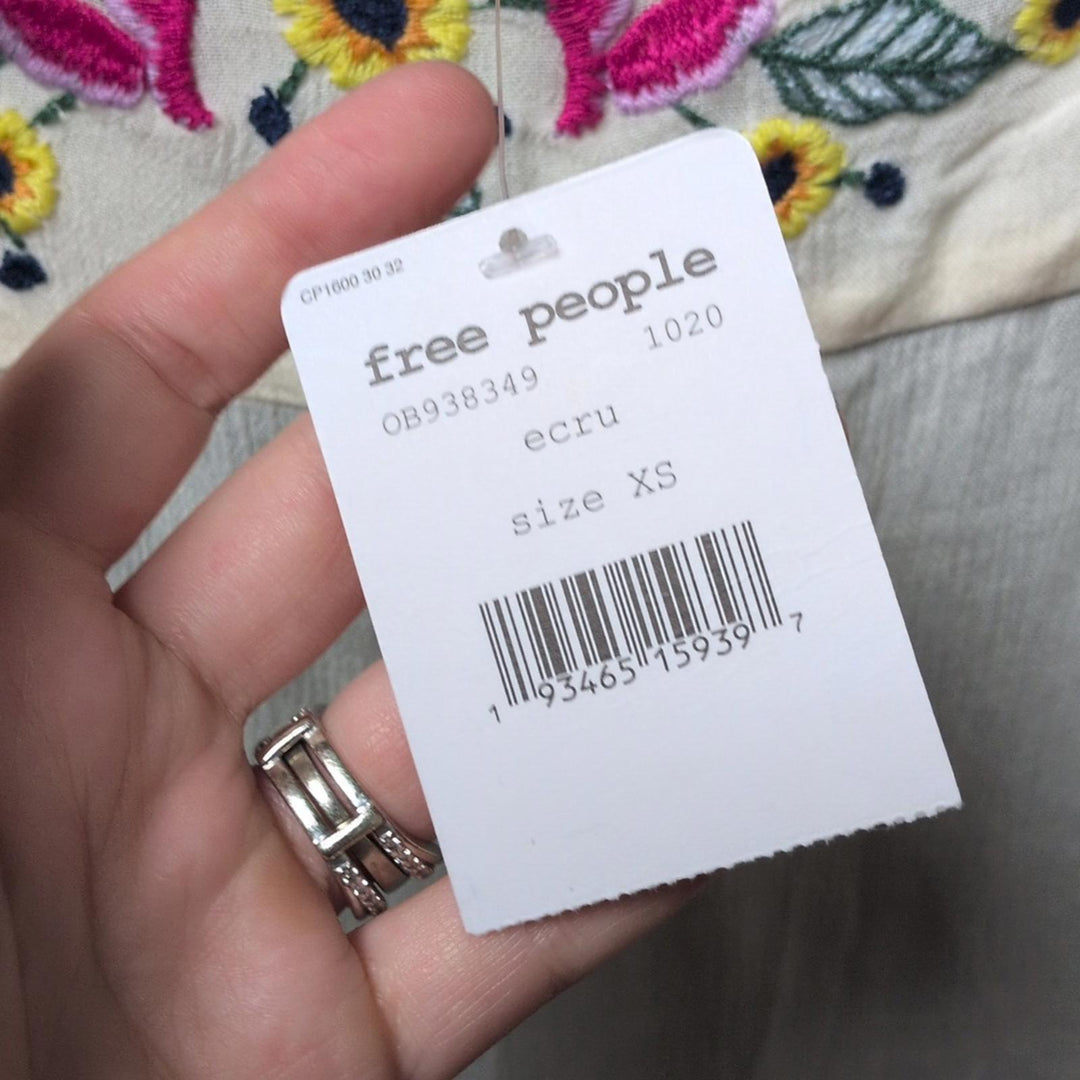 CP1600 30 32
free people
OB938349 1020
ecru
size XS
1 93465 15939 7